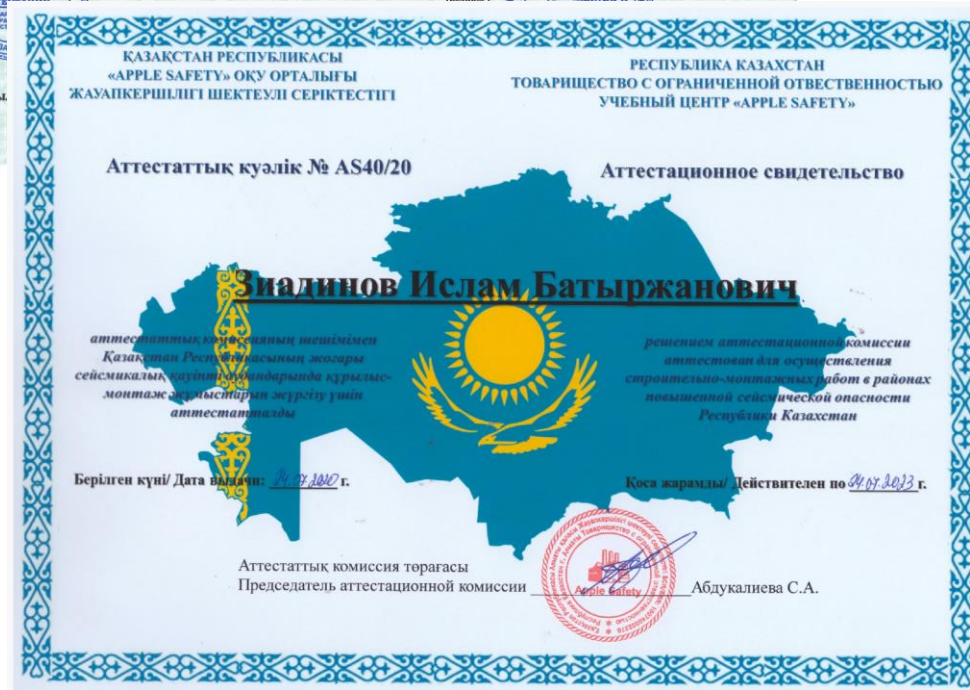 ҚАЗАҚСТАН РЕСПУБЛИКАСЫ
«APPLE SAFETY» ОҚУ ОРТАЛЫҒЫ
ЖАУАПКЕРШІЛІГІ ШЕКТЕУЛІ СЕРІКТЕСТІГІ
РЕСПУБЛИКА КАЗАХСТАН
ТОВАРИЩЕСТВО С ОГРАНИЧЕННОЙ ОТВЕСТВЕННОСТЬЮ
УЧЕБНЫЙ ЦЕНТР «APPLE SAFETY»
Аттестаттық куәлік № AS40/20
Аттестационное свидетельство
Зиадинов Ислам Батыржанович
аттестаттық комиссияның шешімімен
Қазақстан Республикасының жоғары
сейсмикалық қауіпті аудандарында құрылыс-
монтаж жұмыстарын жүргізу үшін
аттестатталды
решением аттестационной комиссии
аттестован для осуществления
строительно-монтажных работ в районах
повышенной сейсмической опасности
Республики Казахстан
Берілген күні/ Дата выдачи: 24.07.2020 г.
Қоса жарамды/ Действителен по 24.07.2023 г.
Аттестаттық комиссия төрағасы
Председатель аттестационной комиссии Абдукалиева С.А.
Apple Safety